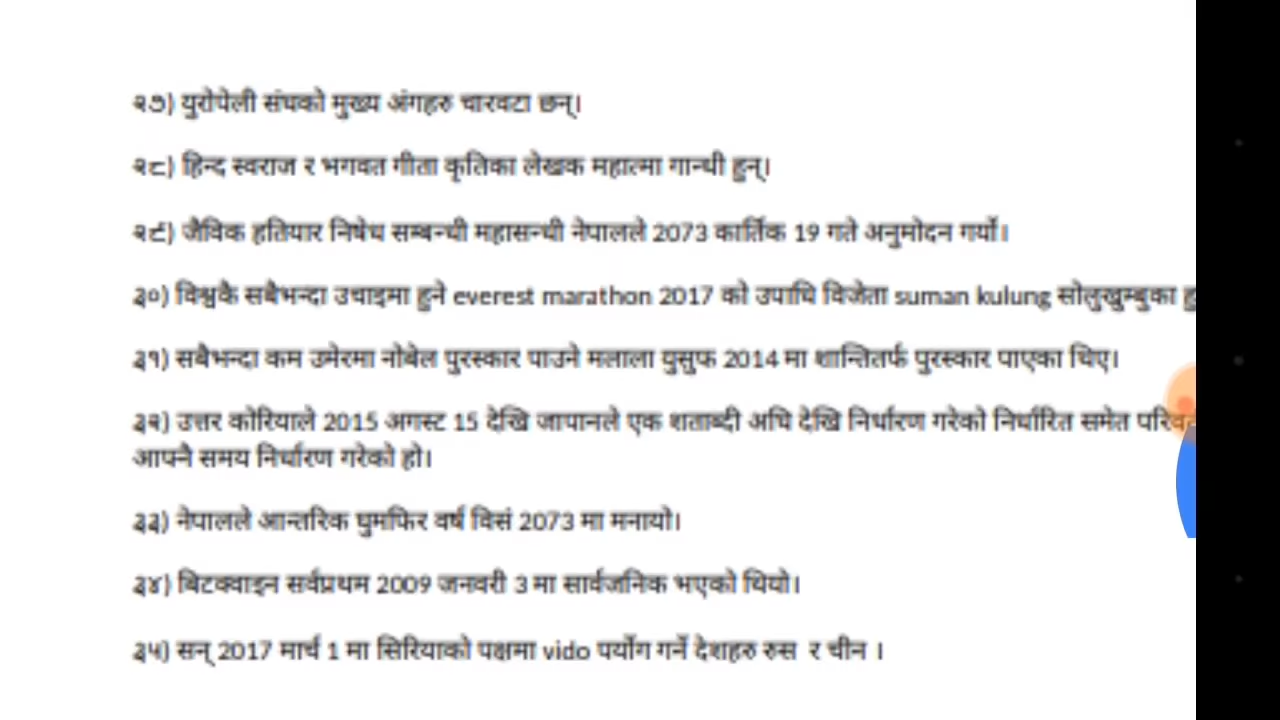 २७) युरोपेली संघको मुख्य अंगहरु चारवटा छन्।
२८) हिन्द स्वराज र भगवत गीता कृतिका लेखक महात्मा गान्धी हुन्।
२९) जैविक हतियार निषेध सम्बन्धी महासन्धी नेपालले 2073 कार्तिक 19 गते अनुमोदन गर्यो।
३०) विश्वकै सबैभन्दा उचाइमा हुने everest marathon 2017 को उपाधि विजेता suman kulung सोलुखुम्बुका
३१) सबैभन्दा कम उमेरमा नोबेल पुरस्कार पाउने मलाला युसुफ 2014 मा शान्तितर्फ पुरस्कार पाएका थिए।
३२) उत्तर कोरियाले 2015 अगस्ट 15 देखि जापानले एक शताब्दी अघि देखि निर्धारण गरेको निर्धारित समेत
आफ्नै समय निर्धारण गरेको हो।
३३) नेपालले आन्तरिक घुमफिर वर्ष विसं 2073 मा मनायो।
३४) बिटक्वाइन सर्वप्रथम 2009 जनवरी 3 मा सार्वजनिक भएको थियो।
३५) सन् 2017 मार्च 1 मा सिरियाको पक्षमा vido पर्योग गर्ने देशहरु रुस र चीन ।